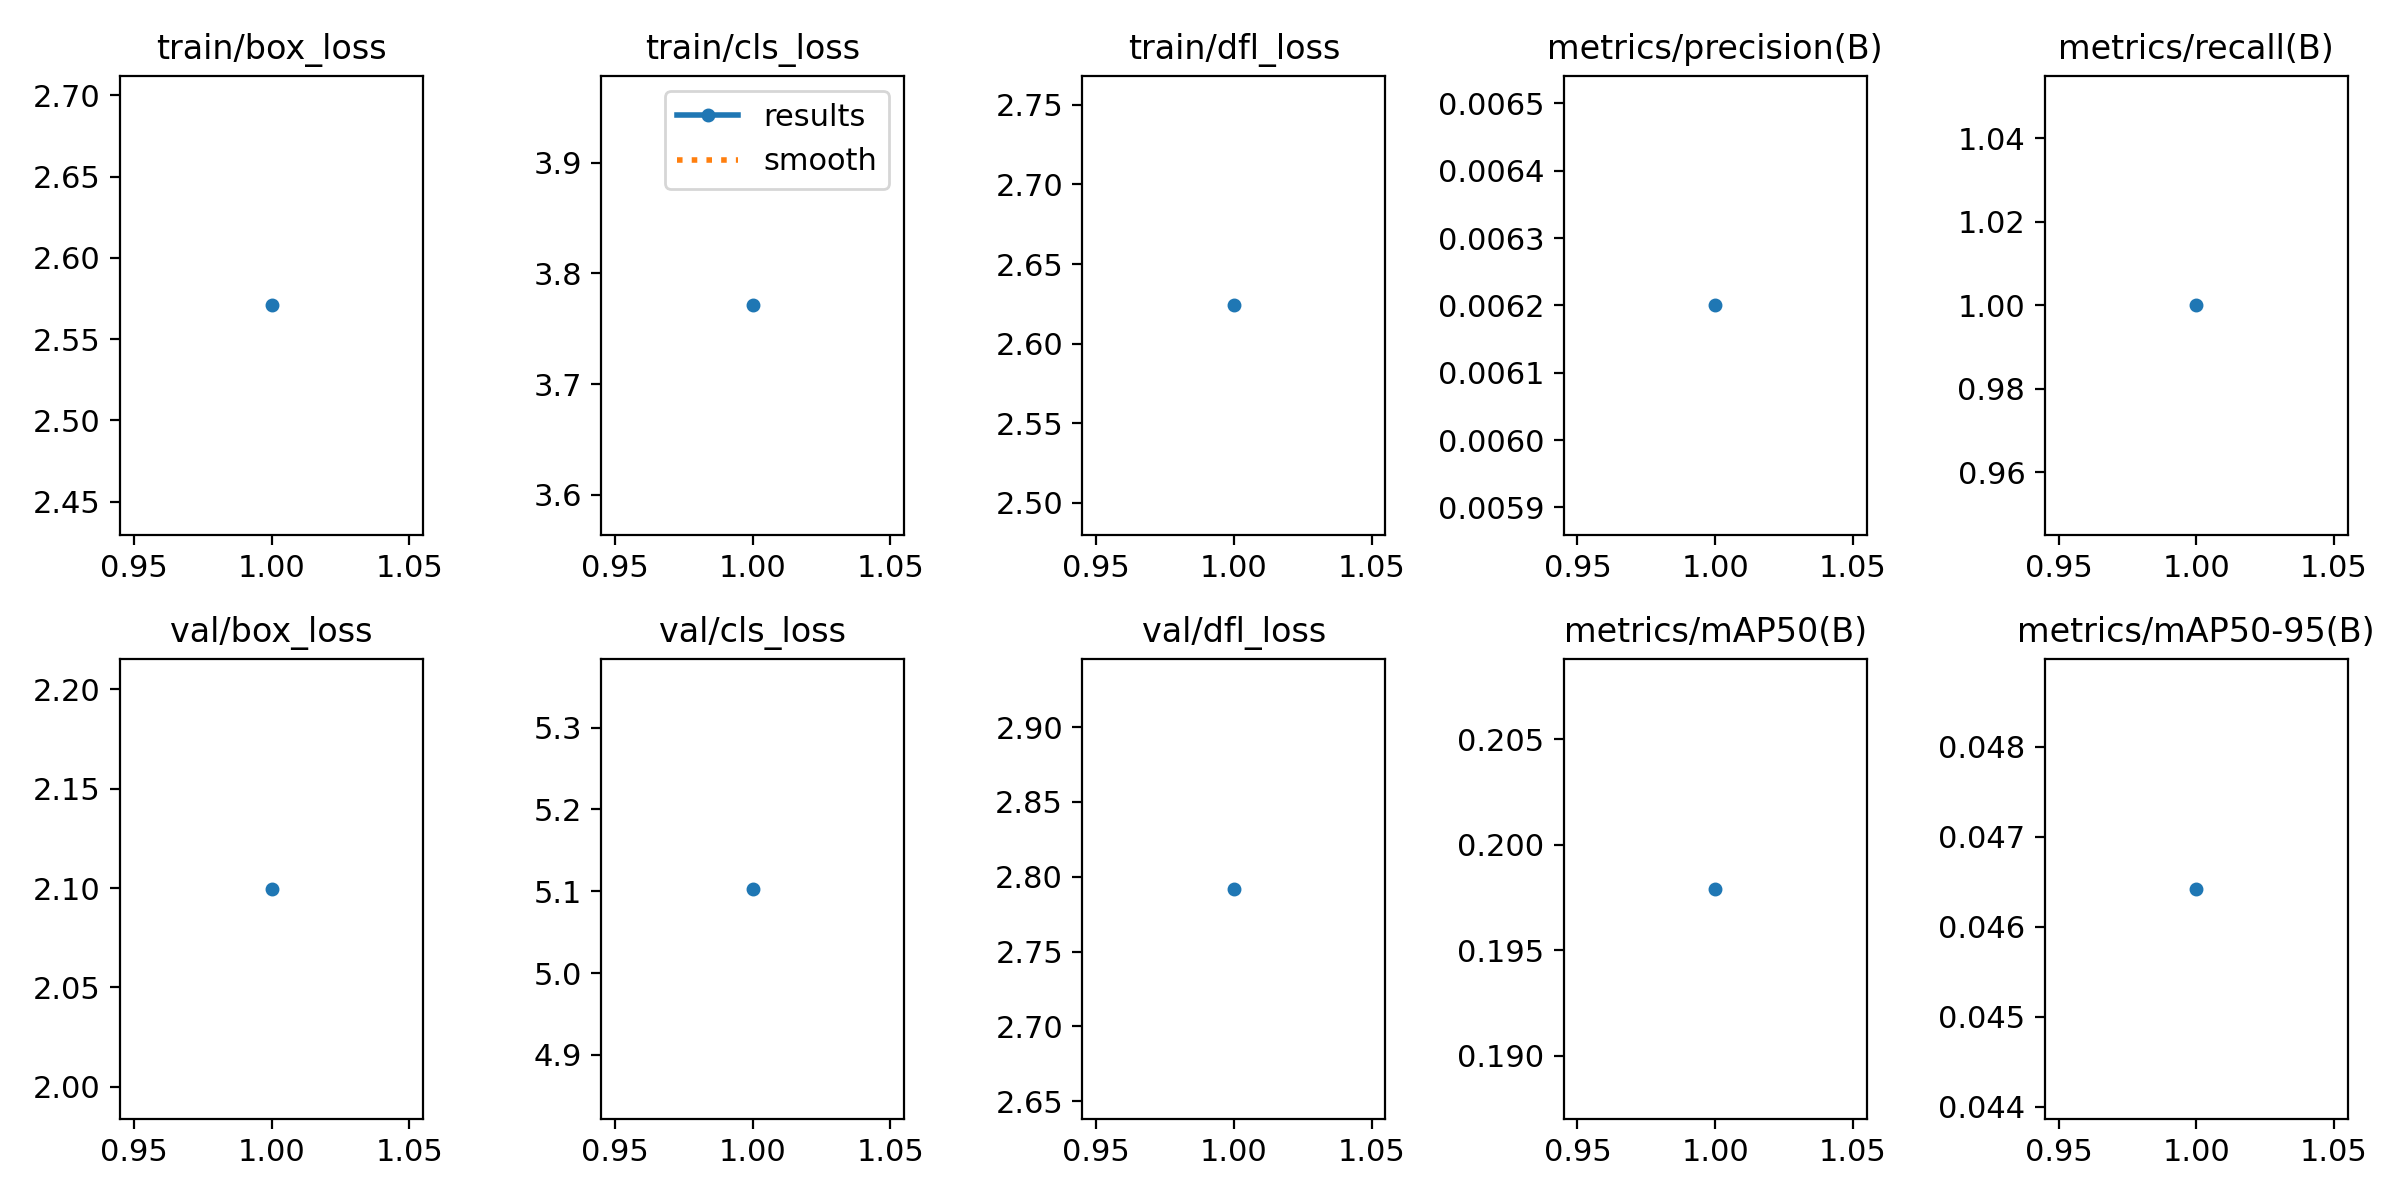 train/box_loss
2.70
2.65
2.60
2.55
2.50
2.45
0.95 1.00 1.05
train/cls_loss
results
smooth
3.9
3.8
3.7
3.6
0.95 1.00 1.05
train/dfl_loss
2.75
2.70
2.65
2.60
2.55
2.50
0.95 1.00 1.05
metrics/precision(B)
0.0065
0.0064
0.0063
0.0062
0.0061
0.0060
0.0059
0.95 1.00 1.05
metrics/recall(B)
1.04
1.02
1.00
0.98
0.96
0.95 1.00 1.05
val/box_loss
2.20
2.15
2.10
2.05
2.00
0.95 1.00 1.05
val/cls_loss
5.3
5.2
5.1
5.0
4.9
0.95 1.00 1.05
val/dfl_loss
2.90
2.85
2.80
2.75
2.70
2.65
0.95 1.00 1.05
metrics/mAP50(B)
0.205
0.200
0.195
0.190
0.95 1.00 1.05
metrics/mAP50-95(B)
0.048
0.047
0.046
0.045
0.044
0.95 1.00 1.05